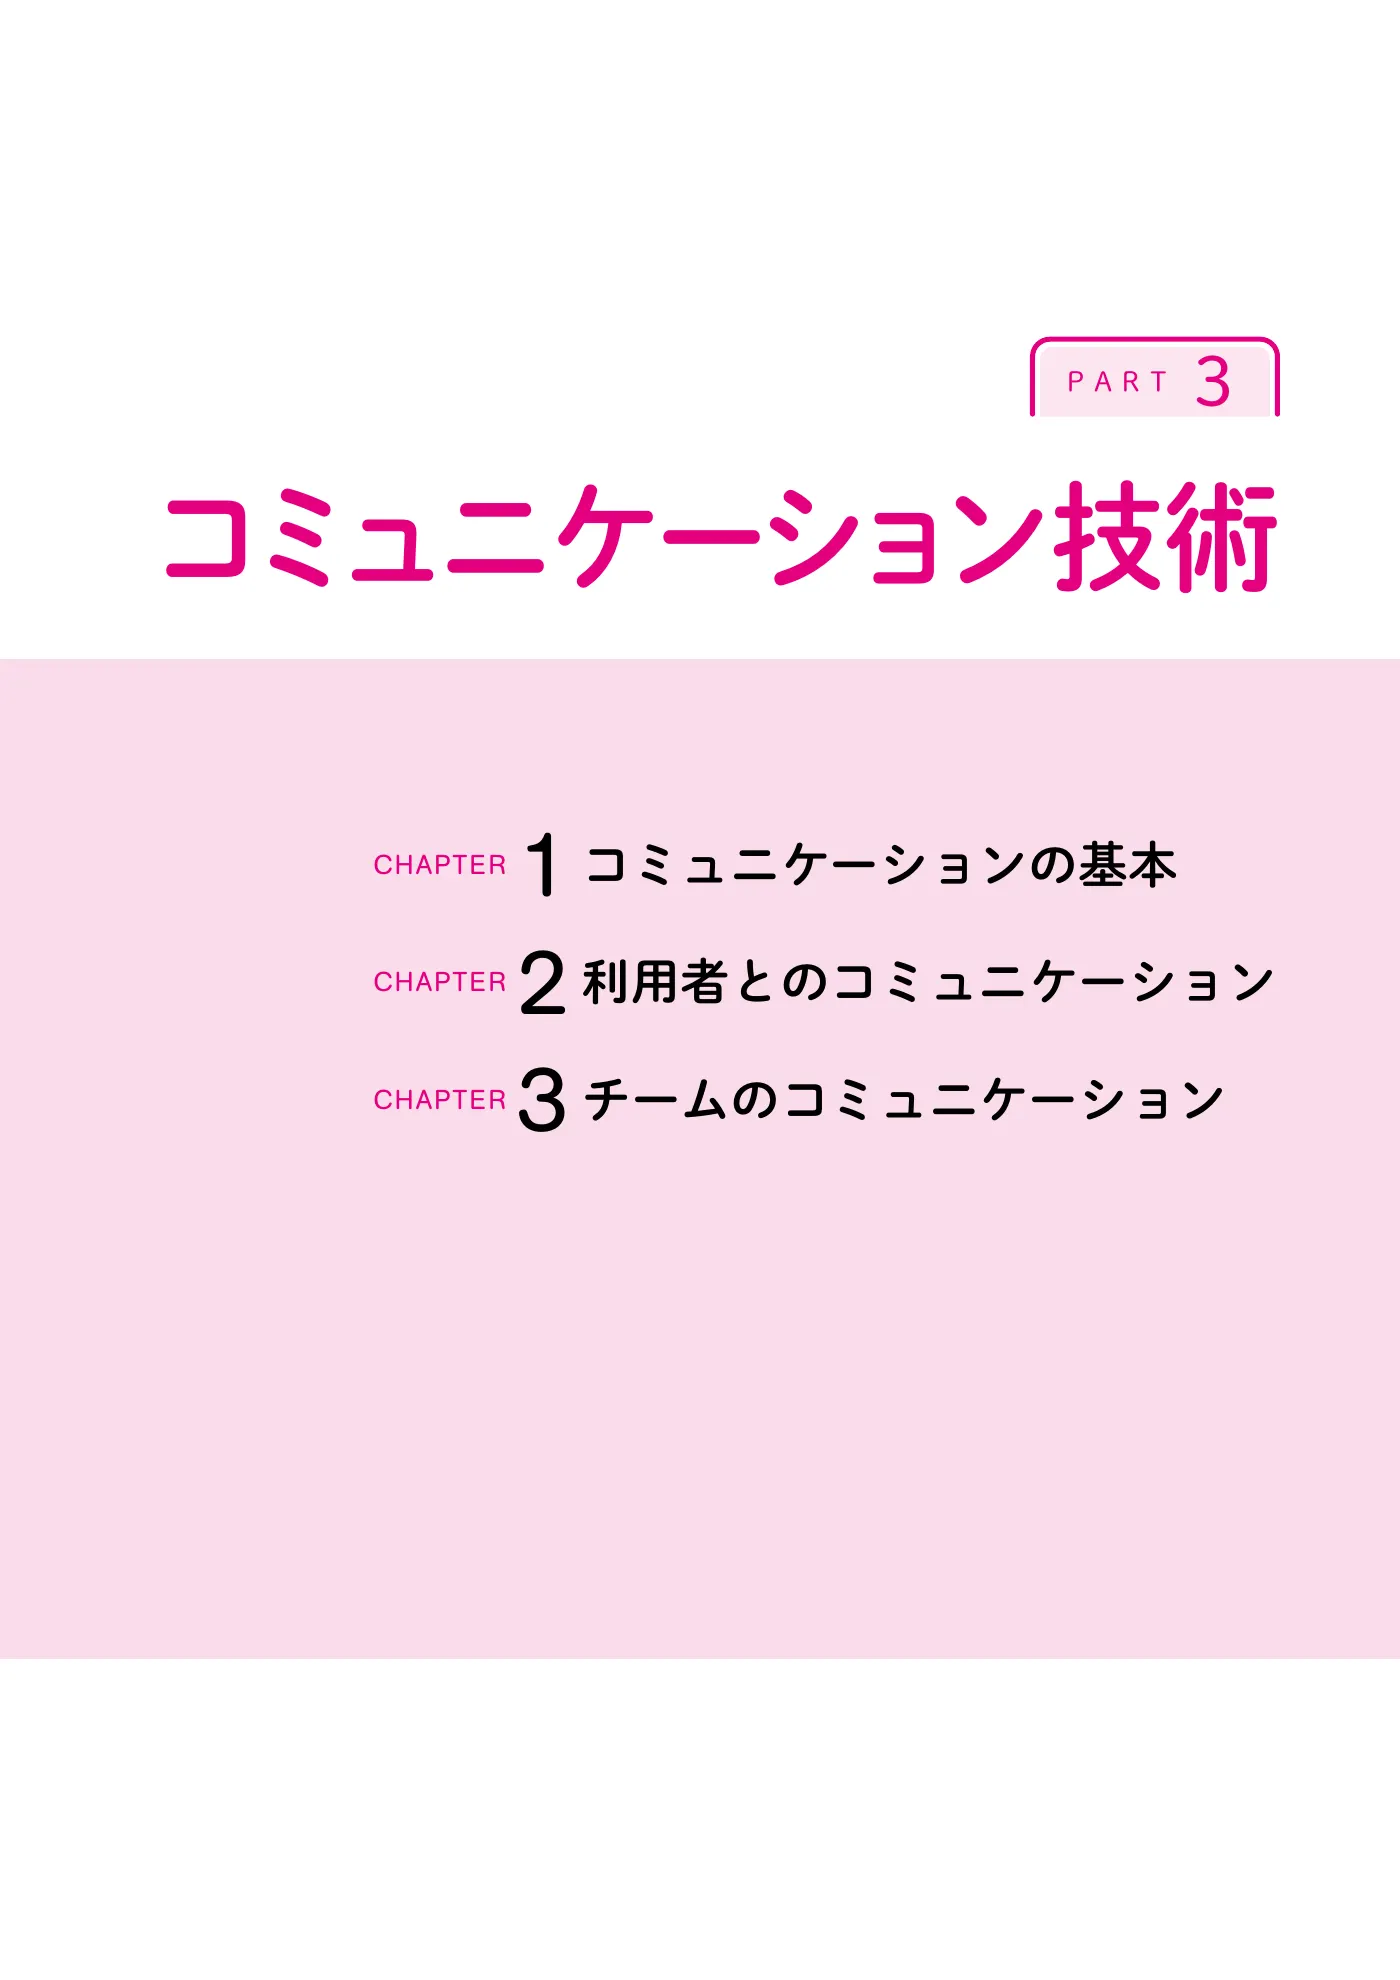 PART 3
コミュニケーション技術
CHAPTER 1 コミュニケーションの基本
CHAPTER 2 利用者とのコミュニケーション
CHAPTER 3 チームのコミュニケーション